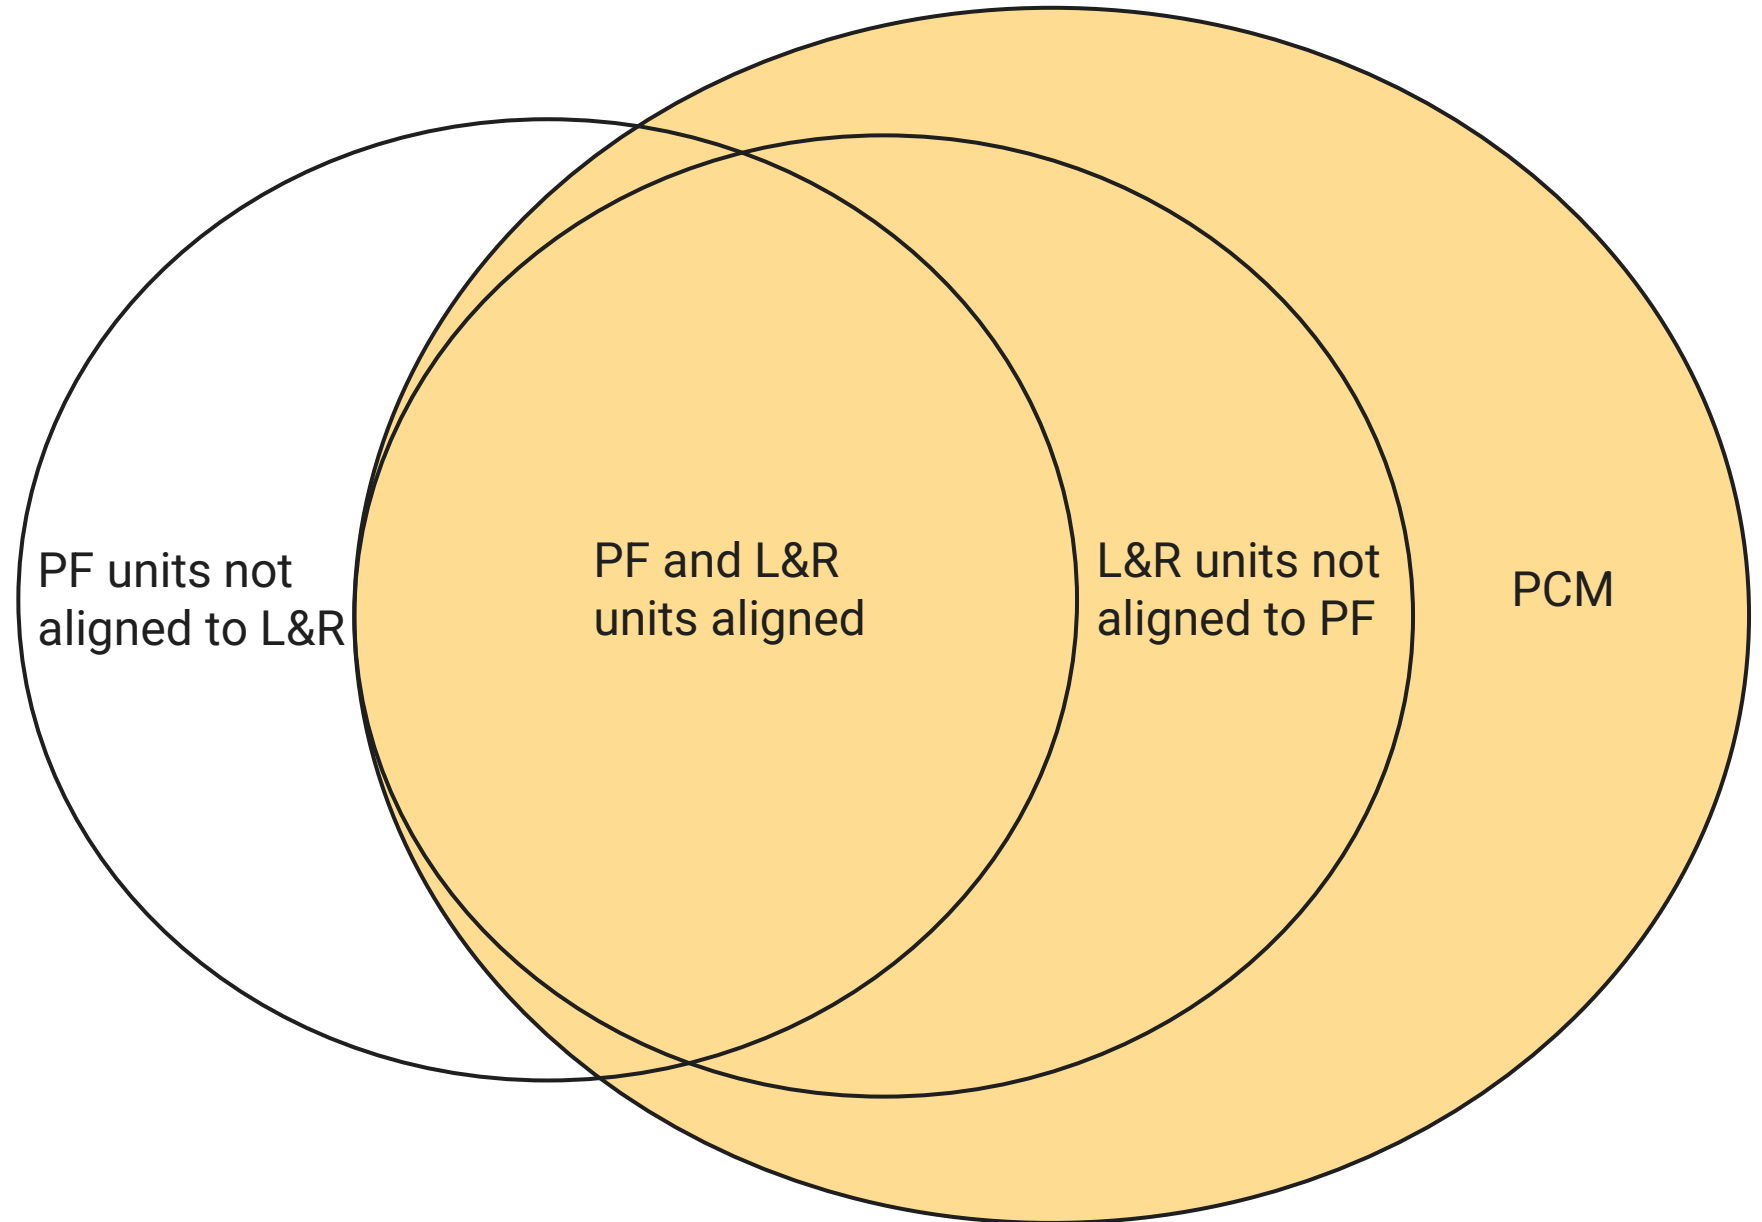 PF units not
aligned to L&R
PF and L&R
units aligned
L&R units not
aligned to PF
PCM